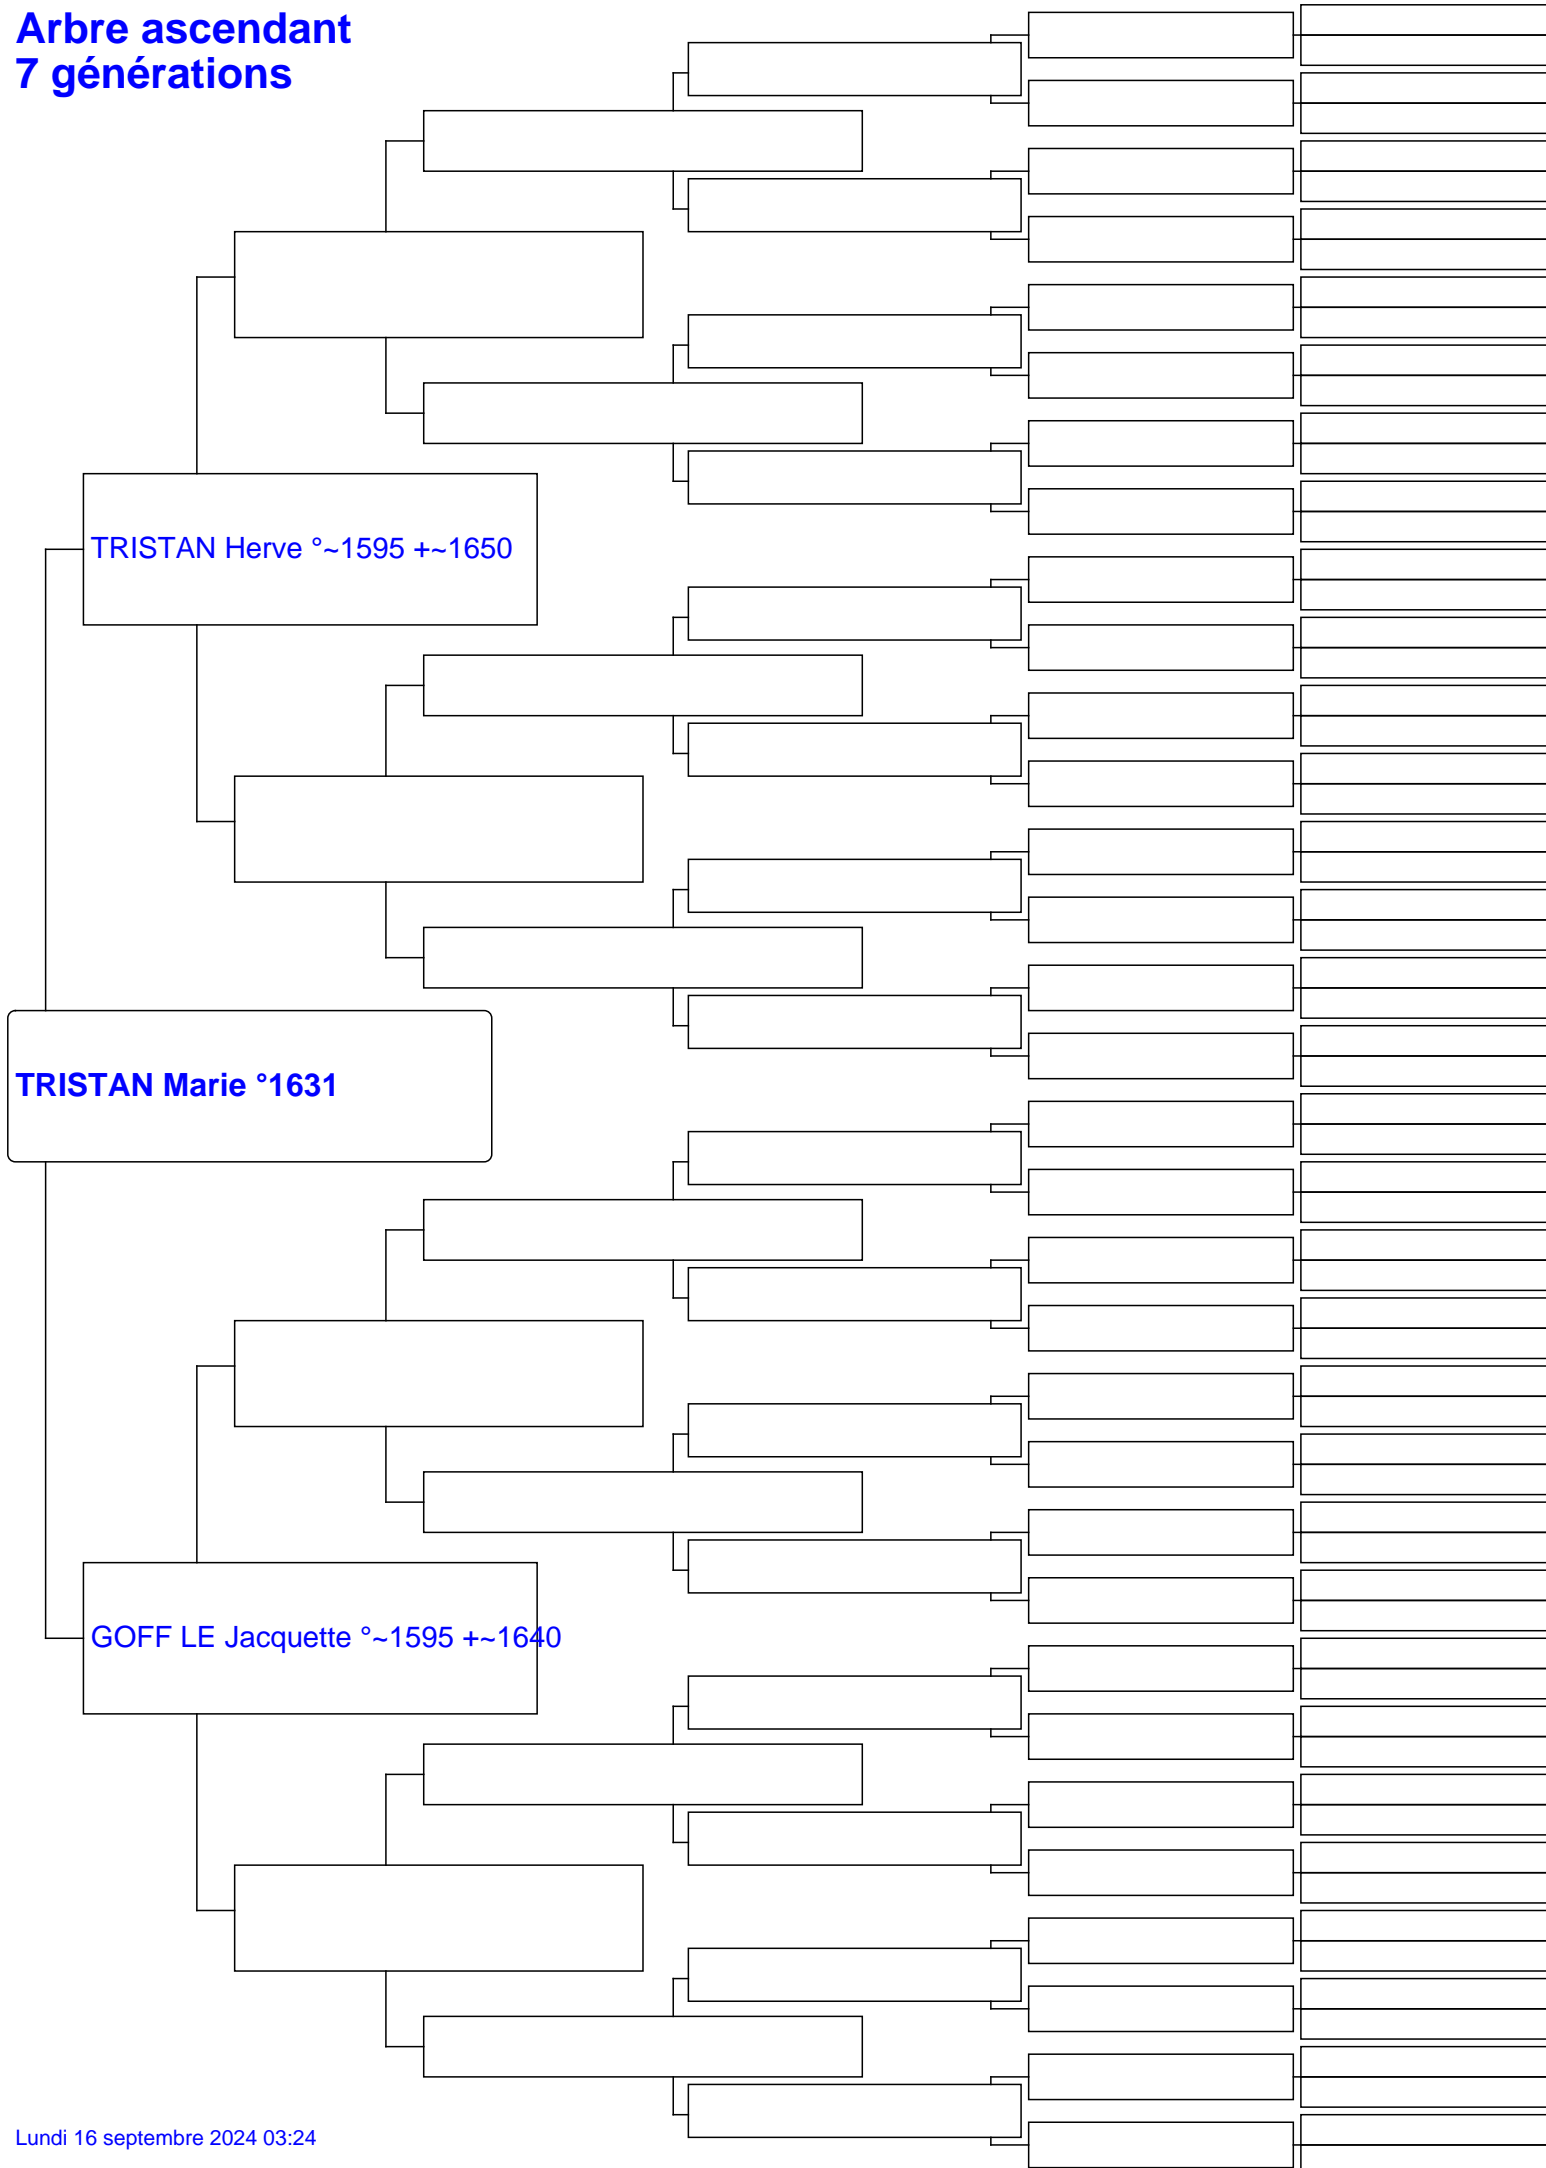 Arbre ascendant
7 générations
TRISTAN Herve °~1595 +~1650
TRISTAN Marie °1631
GOFF LE Jacquette °~1595 +~1640
Lundi 16 septembre 2024 03:24